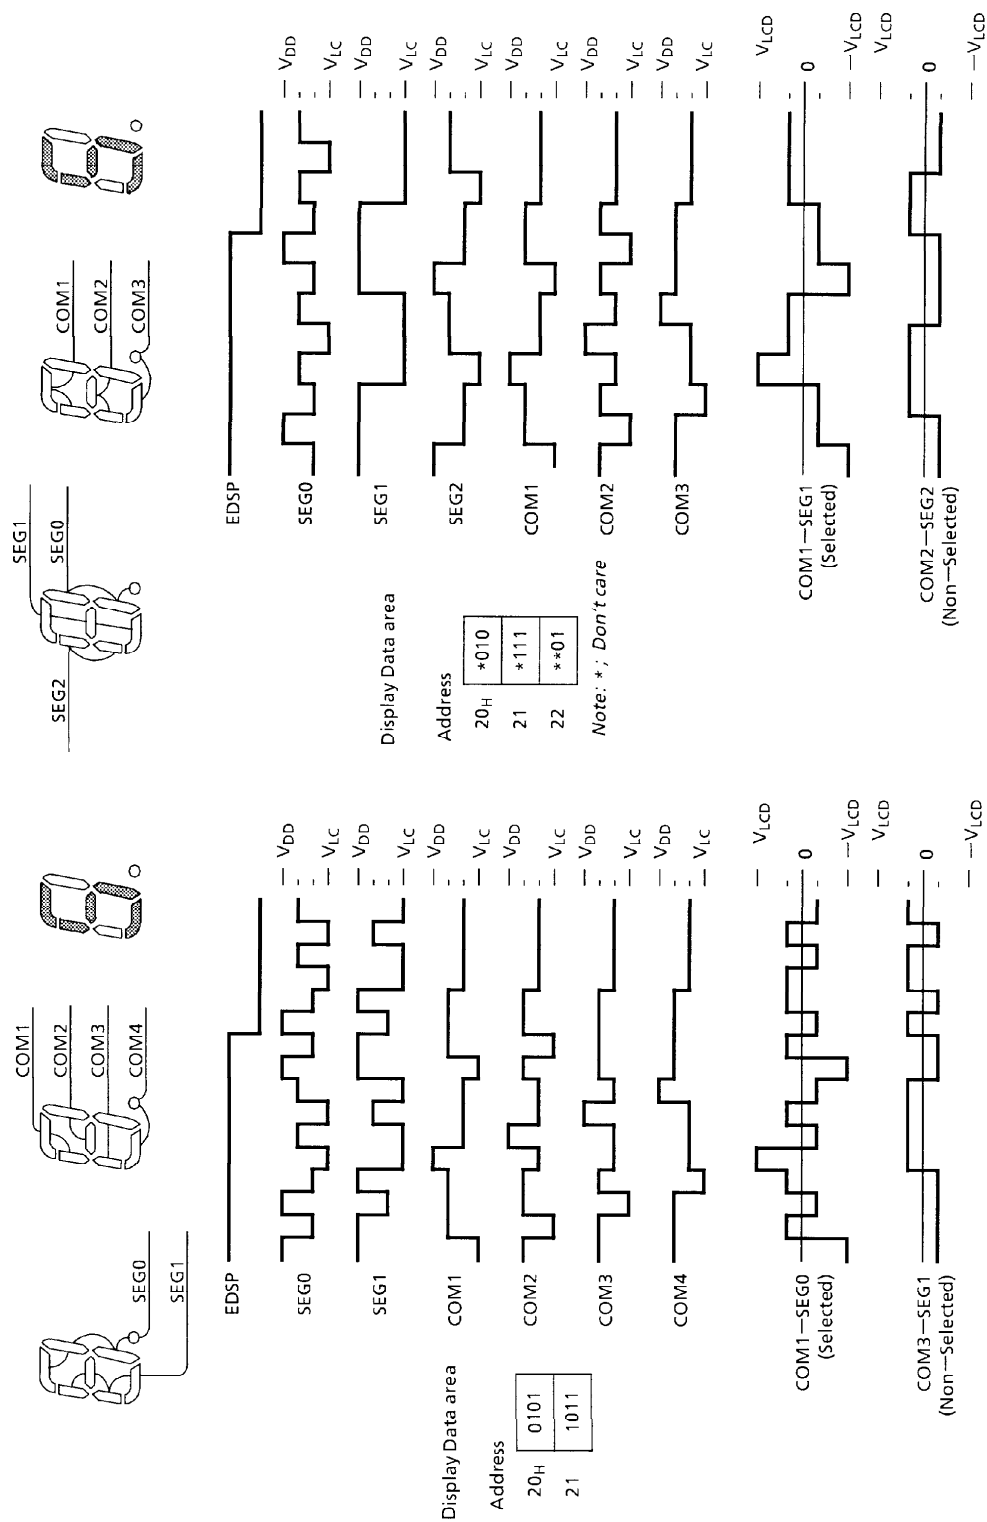 SEG0
SEG1
COM1
COM2
COM3
COM4
EDSP
SEG0
VDD
VLC
SEG1
VDD
VLC
COM1
VDD
VLC
COM2
VDD
VLC
COM3
VDD
VLC
COM4
VDD
VLC
COM1—SEG0
(Selected)
VLCD
0
—VLCD
COM3—SEG1
(Non—Selected)
VLCD
0
—VLCD
Display Data area
Address
20H 0101
21 1011
SEG2
SEG1
SEG0
COM1
COM2
COM3
EDSP
SEG0
VDD
VLC
SEG1
VDD
VLC
SEG2
VDD
VLC
COM1
VDD
VLC
COM2
VDD
VLC
COM3
VDD
VLC
COM1—SEG1
(Selected)
VLCD
0
—VLCD
COM2—SEG2
(Non—Selected)
VLCD
0
—VLCD
Display Data area
Address
20H *010
21 *111
22 **01
Note: * ; Don't care